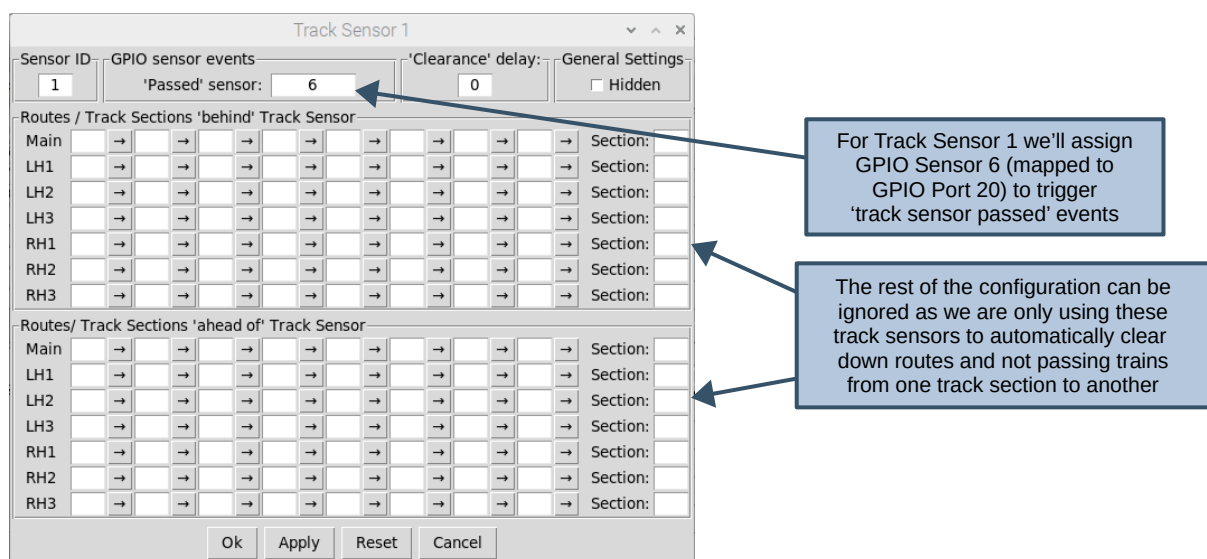 Track Sensor 1
Sensor ID
GPIO sensor events
'Clearance' delay:
General Settings
1
'Passed' sensor:
6
0
Hidden
Routes / Track Sections 'behind' Track Sensor
Main → → → → → → → → Section:
LH1 → → → → → → → → Section:
LH2 → → → → → → → → Section:
LH3 → → → → → → → → Section:
RH1 → → → → → → → → Section:
RH2 → → → → → → → → Section:
RH3 → → → → → → → → Section:
Routes/ Track Sections 'ahead of' Track Sensor
Main → → → → → → → → Section:
LH1 → → → → → → → → Section:
LH2 → → → → → → → → Section:
LH3 → → → → → → → → Section:
RH1 → → → → → → → → Section:
RH2 → → → → → → → → Section:
RH3 → → → → → → → → Section:
Ok Apply Reset Cancel
For Track Sensor 1 we’ll assign
GPIO Sensor 6 (mapped to
GPIO Port 20) to trigger
‘track sensor passed’ events
The rest of the configuration can be
ignored as we are only using these
track sensors to automatically clear
down routes and not passing trains
from one track section to another